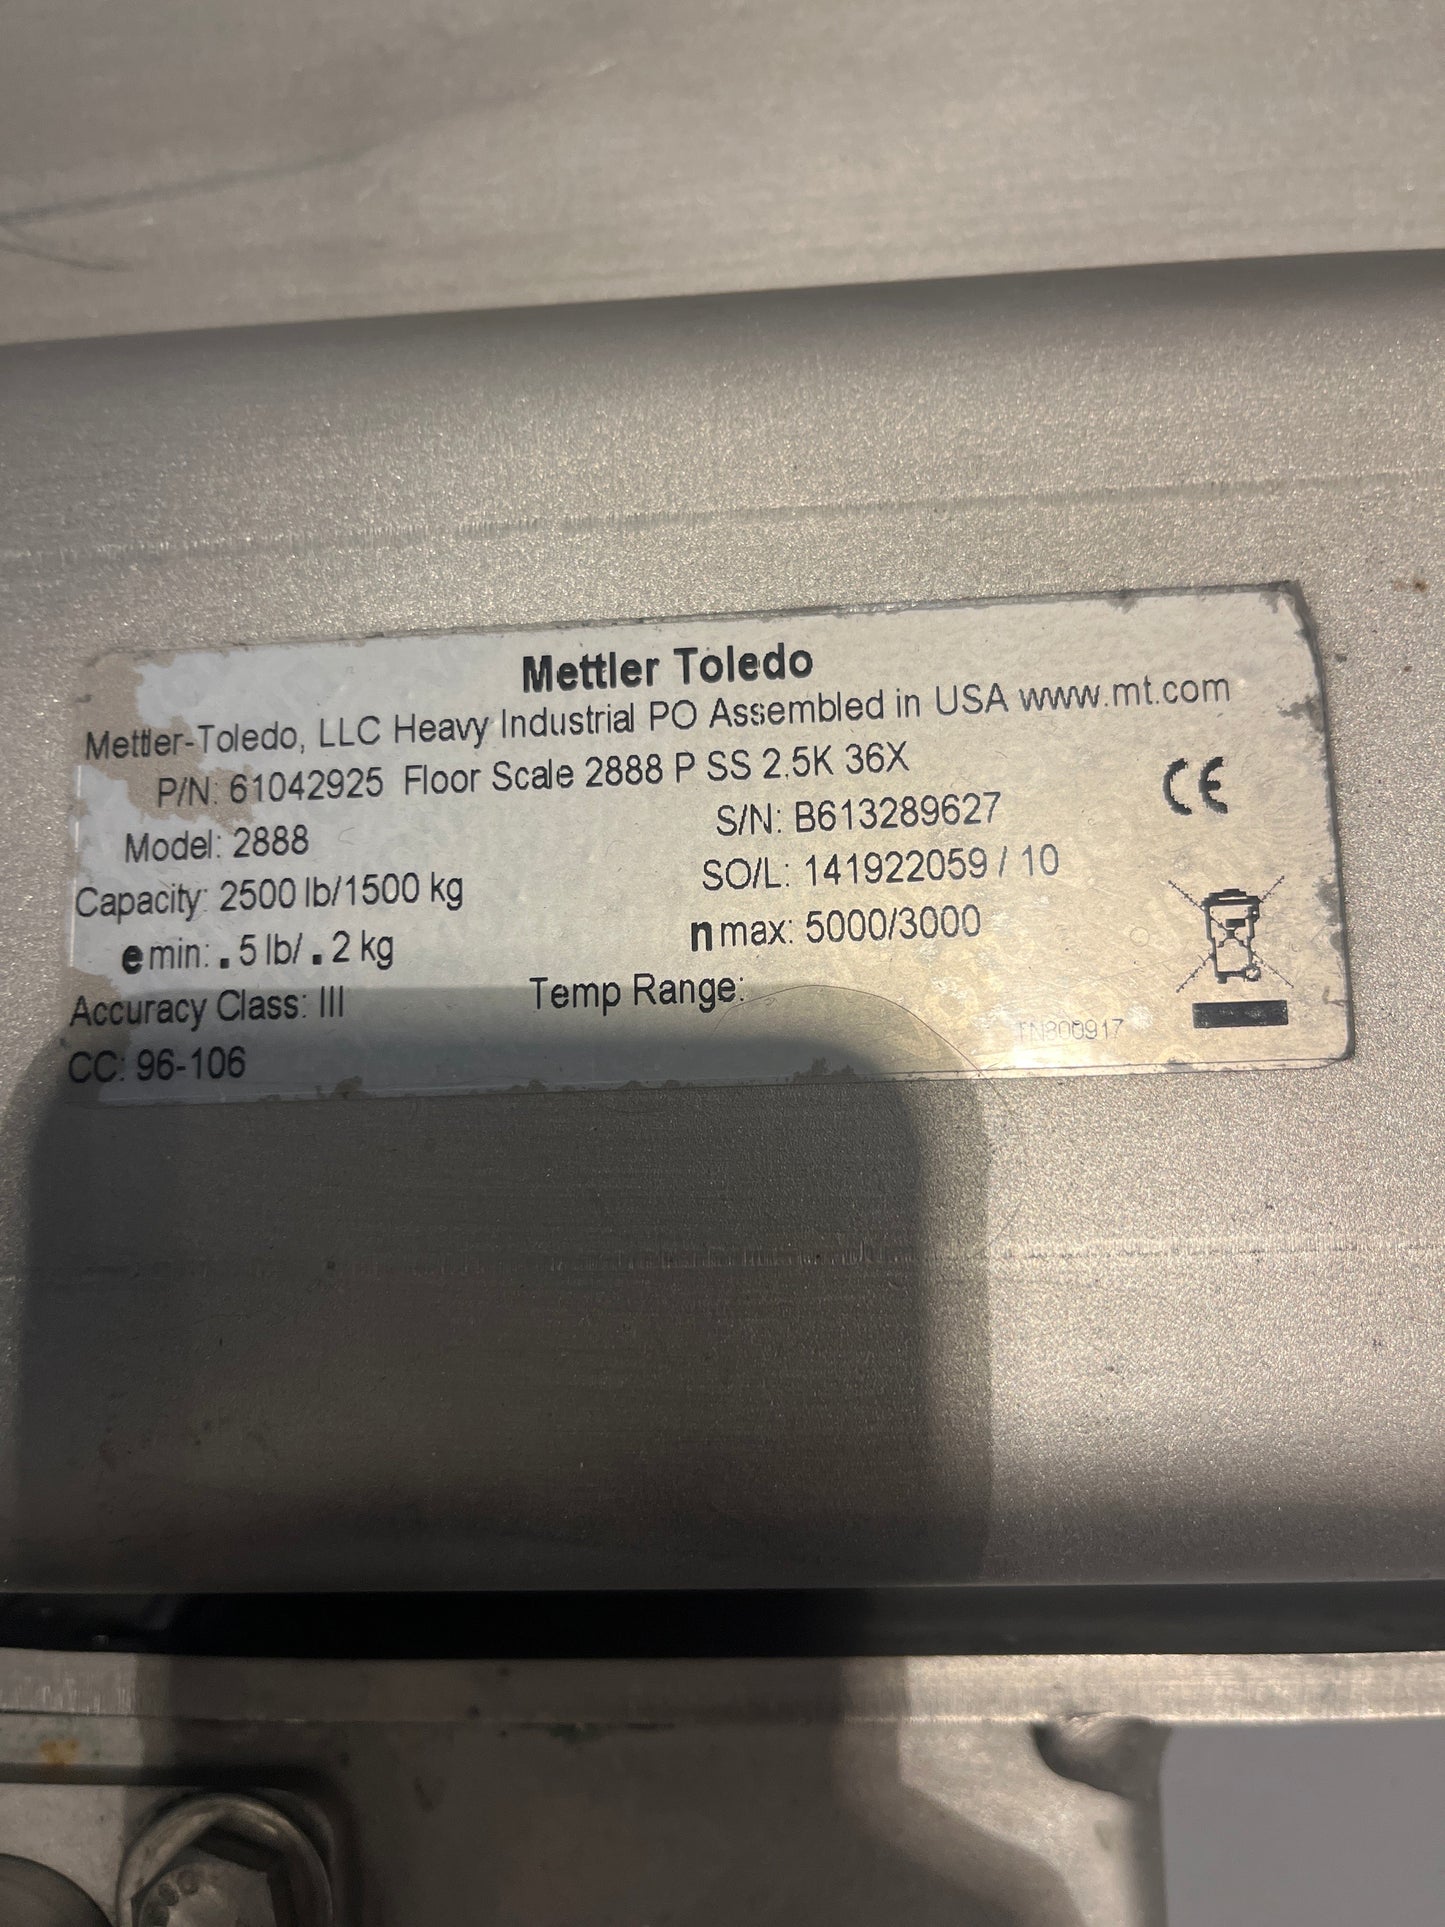 Mettler Toledo
Mettler-Toledo, LLC Heavy Industrial PO Assembled in USA www.mt.com
P/N: 61042925 Floor Scale 2888 P SS 2.5K 36X
Model: 2888 S/N: B613289627
Capacity: 2500 lb/1500 kg SO/L: 141922059 / 10
e min: .5 lb/ .2 kg n max: 5000/3000
Accuracy Class: III Temp Range:
CC: 96-106 TN800917
CE